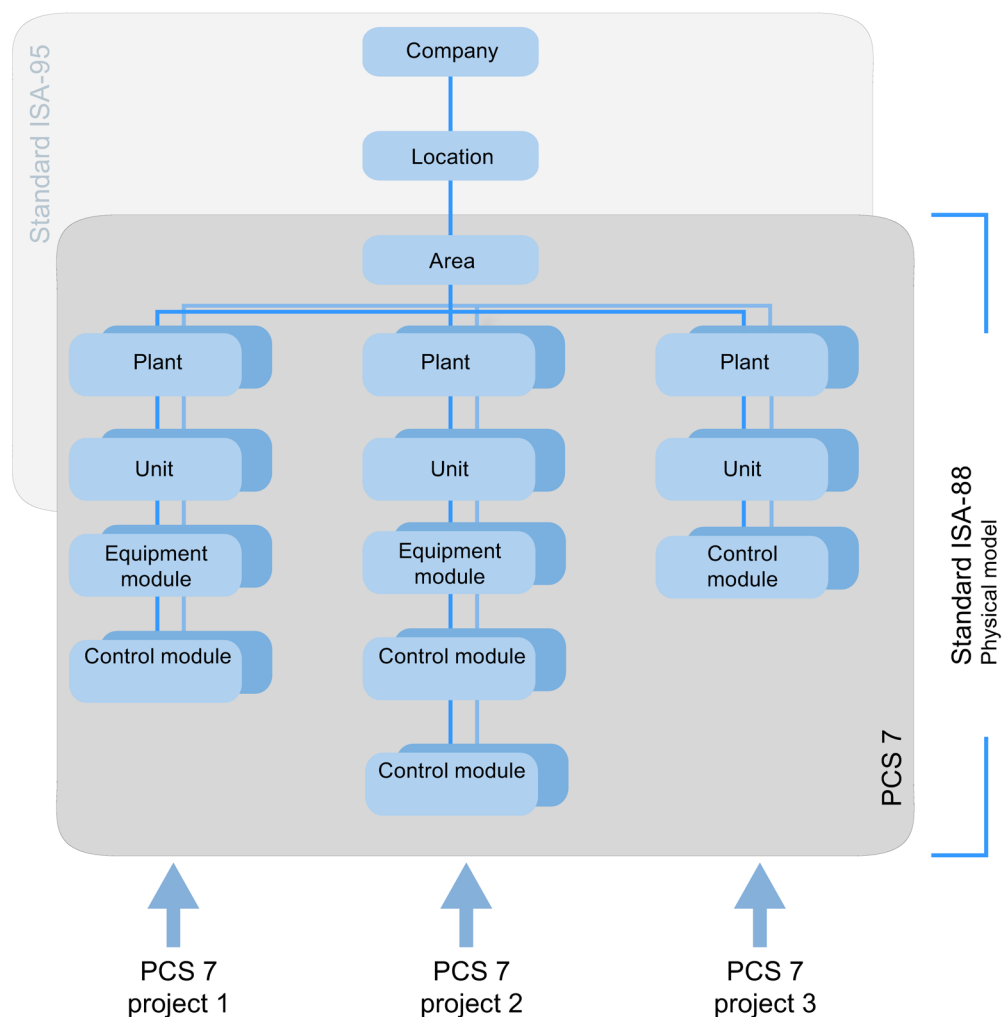 Standard ISA-95
Company
Location
Area
Plant
Plant
Plant
Unit
Unit
Unit
Equipment
module
Equipment
module
Control
module
Control module
Control module
Control module
Standard ISA-88
Physical model
PCS 7
PCS 7
project 1
PCS 7
project 2
PCS 7
project 3